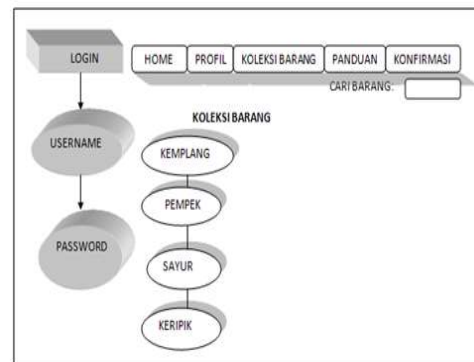 LOGIN
HOME PROFIL KOLEKSI BARANG PANDUAN KONFIRMASI
CARI BARANG:
KOLEKSI BARANG
USERNAME
KEMPLANG
PEMPEK
PASSWORD
SAYUR
KERIPIK